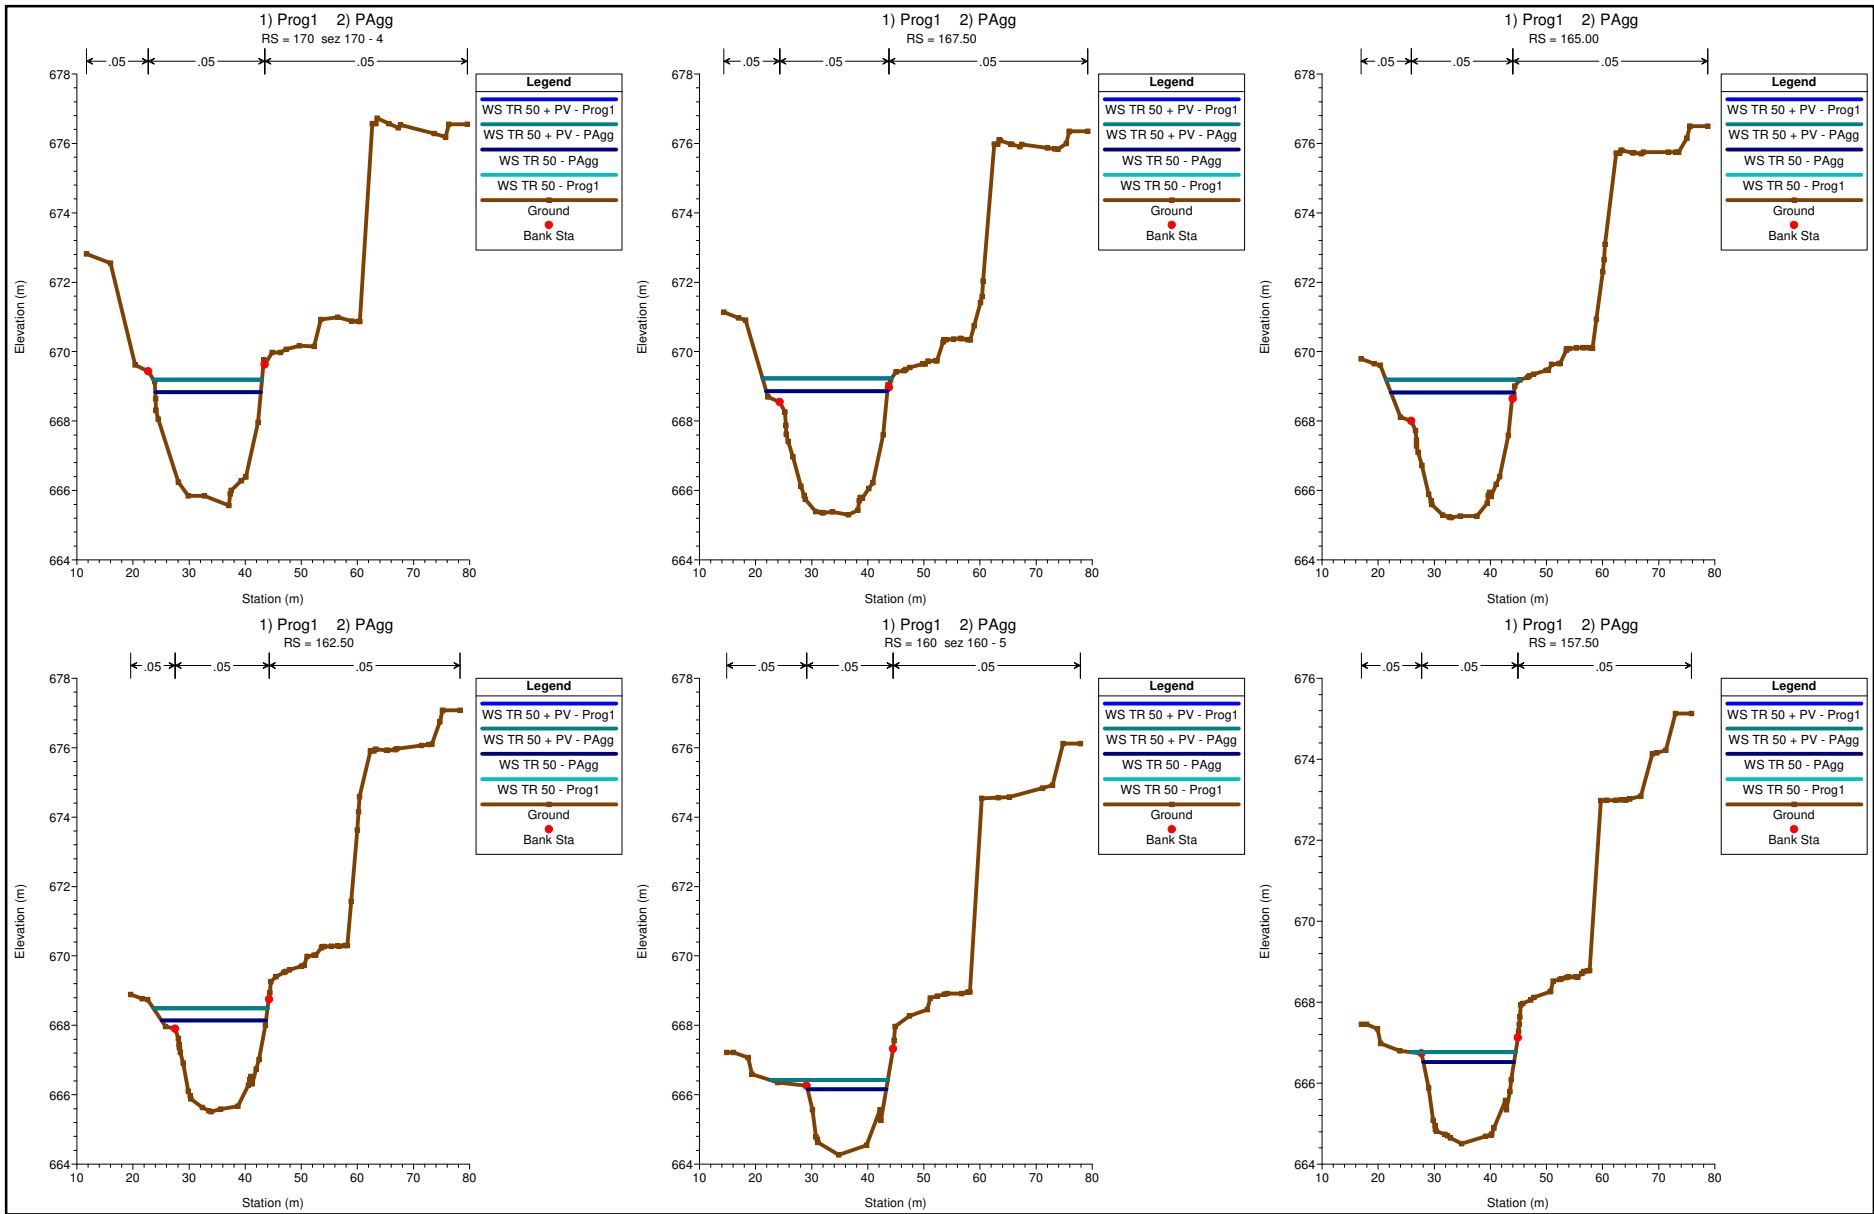 1) Prog1    2) PAgg
RS = 170  sez 170 - 4
.05 .05 .05
Legend
WS TR 50 + PV - Prog1
WS TR 50 + PV - PAgg
WS TR 50 - PAgg
WS TR 50 - Prog1
Ground
Bank Sta
Elevation (m)
678
676
674
672
670
668
666
664
10 20 30 40 50 60 70 80
Station (m)
1) Prog1    2) PAgg
RS = 167.50
.05 .05 .05
Legend
WS TR 50 + PV - Prog1
WS TR 50 + PV - PAgg
WS TR 50 - PAgg
WS TR 50 - Prog1
Ground
Bank Sta
Elevation (m)
678
676
674
672
670
668
666
664
10 20 30 40 50 60 70 80
Station (m)
1) Prog1    2) PAgg
RS = 165.00
.05 .05 .05
Legend
WS TR 50 + PV - Prog1
WS TR 50 + PV - PAgg
WS TR 50 - PAgg
WS TR 50 - Prog1
Ground
Bank Sta
Elevation (m)
678
676
674
672
670
668
666
664
10 20 30 40 50 60 70 80
Station (m)
1) Prog1    2) PAgg
RS = 162.50
.05 .05 .05
Legend
WS TR 50 + PV - Prog1
WS TR 50 + PV - PAgg
WS TR 50 - PAgg
WS TR 50 - Prog1
Ground
Bank Sta
Elevation (m)
678
676
674
672
670
668
666
664
10 20 30 40 50 60 70 80
Station (m)
1) Prog1    2) PAgg
RS = 160  sez 160 - 5
.05 .05 .05
Legend
WS TR 50 + PV - Prog1
WS TR 50 + PV - PAgg
WS TR 50 - PAgg
WS TR 50 - Prog1
Ground
Bank Sta
Elevation (m)
678
676
674
672
670
668
666
664
10 20 30 40 50 60 70 80
Station (m)
1) Prog1    2) PAgg
RS = 157.50
.05 .05 .05
Legend
WS TR 50 + PV - Prog1
WS TR 50 + PV - PAgg
WS TR 50 - PAgg
WS TR 50 - Prog1
Ground
Bank Sta
Elevation (m)
676
674
672
670
668
666
664
10 20 30 40 50 60 70 80
Station (m)